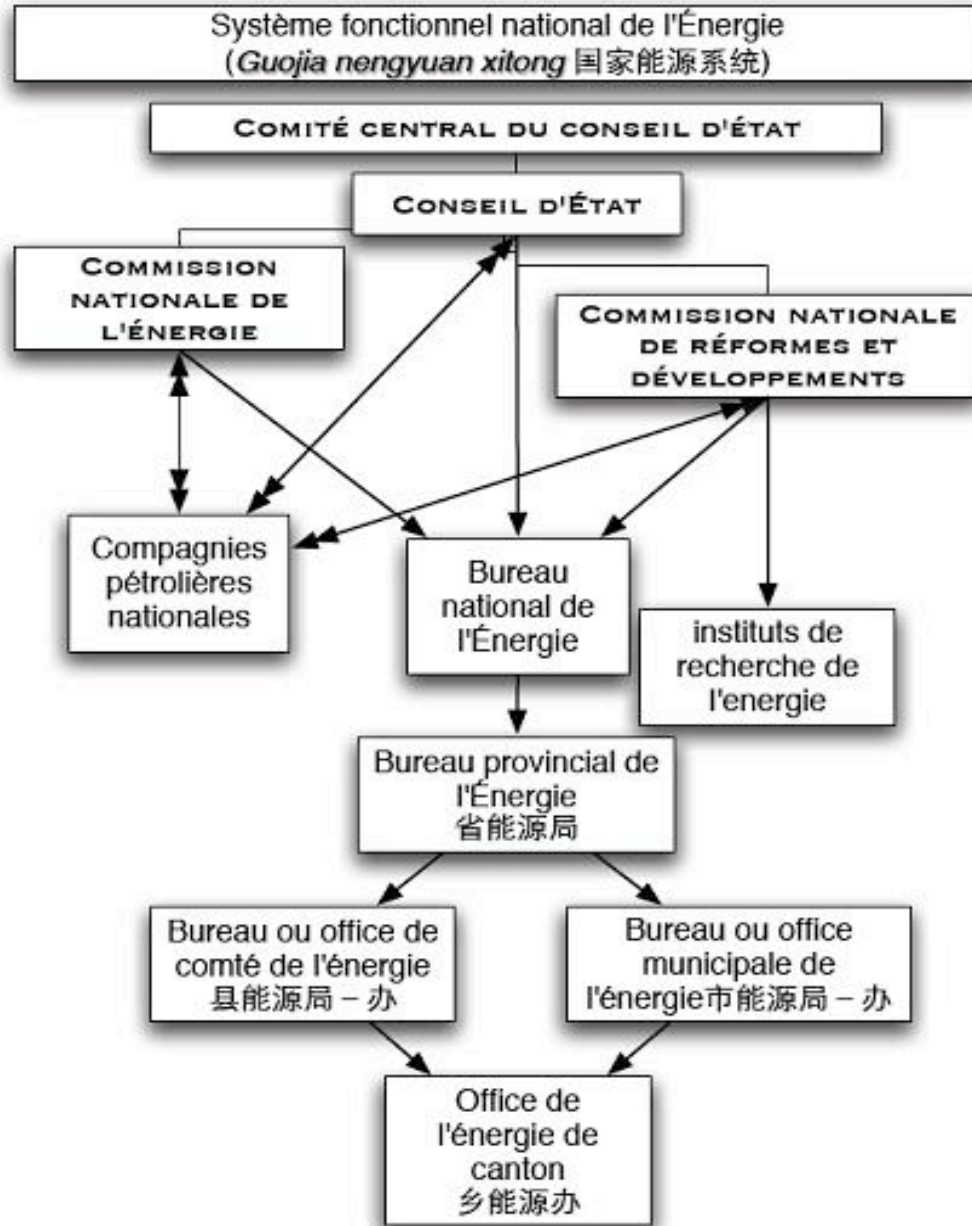 Système fonctionnel national de l'Énergie
(Guojia nengyuan xitong 国家能源系统)
COMITÉ CENTRAL DU CONSEIL D'ÉTAT
CONSEIL D'ÉTAT
COMMISSION
NATIONALE DE
L'ÉNERGIE
COMMISSION NATIONALE
DE RÉFORMES ET
DÉVELOPPEMENTS
Compagnies
pétrolières
nationales
Bureau
national de
l'Énergie
instituts de
recherche de
l'energie
Bureau provincial de
l'Énergie
省能源局
Bureau ou office de
comté de l'énergie
县能源局 – 办
Bureau ou office
municipale de
l'énergie市能源局 – 办
Office de
l'énergie de
canton
乡能源办